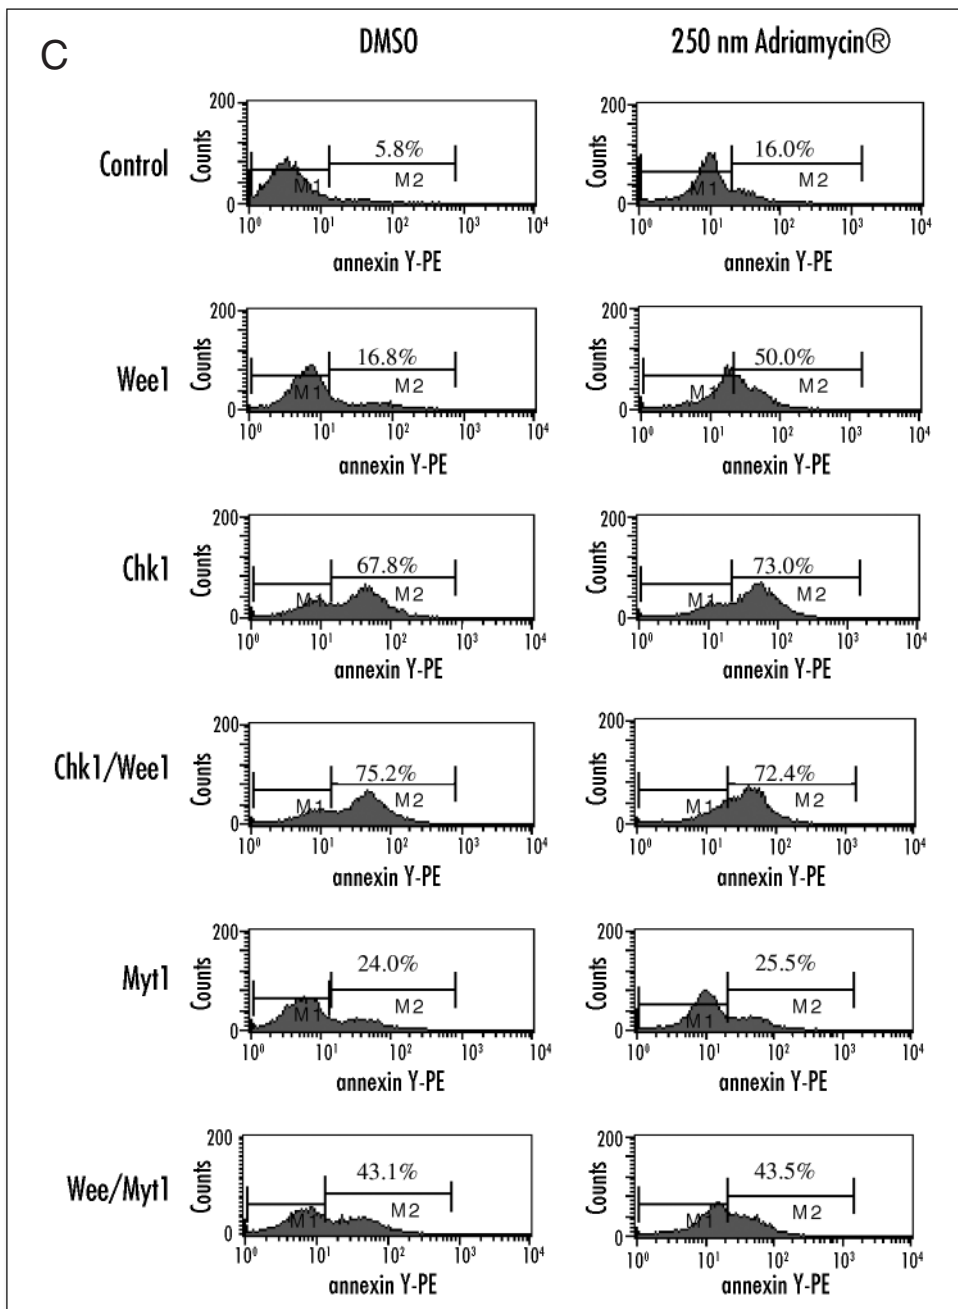 C
DMSO 250 nm Adriamycin®
Control
Counts 200 0 5.8% M1 M2 10⁰ 10¹ 10² 10³ 10⁴ annexin Y-PE
Counts 200 0 16.0% M1 M2 10⁰ 10¹ 10² 10³ 10⁴ annexin Y-PE
Wee1
Counts 200 0 16.8% M1 M2 10⁰ 10¹ 10² 10³ 10⁴ annexin Y-PE
Counts 200 0 50.0% M1 M2 10⁰ 10¹ 10² 10³ 10⁴ annexin Y-PE
Chk1
Counts 200 0 67.8% M1 M2 10⁰ 10¹ 10² 10³ 10⁴ annexin Y-PE
Counts 200 0 73.0% M1 M2 10⁰ 10¹ 10² 10³ 10⁴ annexin Y-PE
Chk1/Wee1
Counts 200 0 75.2% M1 M2 10⁰ 10¹ 10² 10³ 10⁴ annexin Y-PE
Counts 200 0 72.4% M1 M2 10⁰ 10¹ 10² 10³ 10⁴ annexin Y-PE
Myt1
Counts 200 0 24.0% M1 M2 10⁰ 10¹ 10² 10³ 10⁴ annexin Y-PE
Counts 200 0 25.5% M1 M2 10⁰ 10¹ 10² 10³ 10⁴ annexin Y-PE
Wee/Myt1
Counts 200 0 43.1% M1 M2 10⁰ 10¹ 10² 10³ 10⁴ annexin Y-PE
Counts 200 0 43.5% M1 M2 10⁰ 10¹ 10² 10³ 10⁴ annexin Y-PE